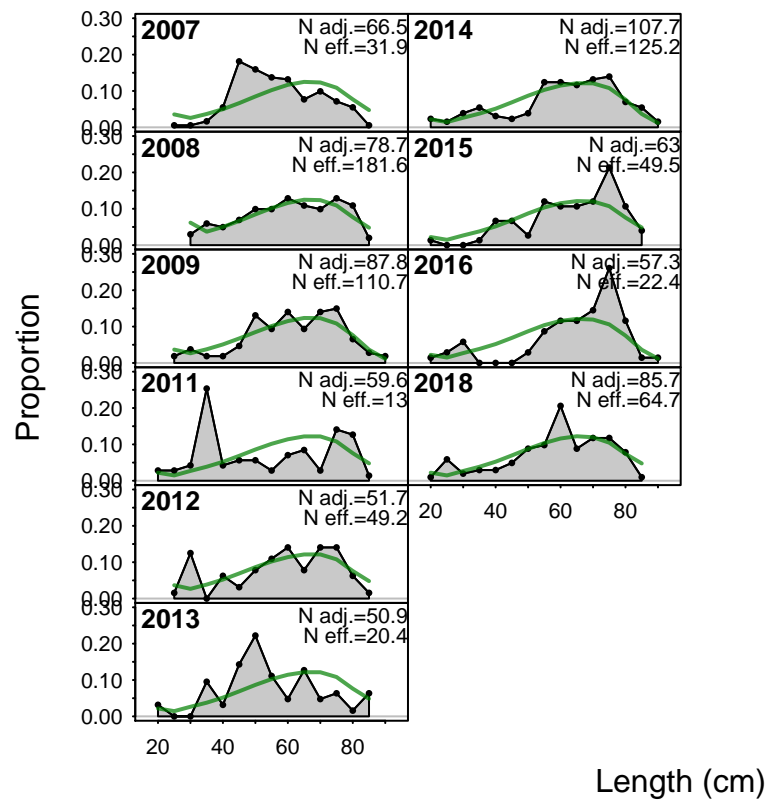 Proportion
0.30
0.20
0.10
0.00
2007
N adj.=66.5
N eff.=31.9
0.30
0.20
0.10
0.00
2008
N adj.=78.7
N eff.=181.6
0.30
0.20
0.10
0.00
2009
N adj.=87.8
N eff.=110.7
0.30
0.20
0.10
0.00
2011
N adj.=59.6
N eff.=13
0.30
0.20
0.10
0.00
2012
N adj.=51.7
N eff.=49.2
0.30
0.20
0.10
0.00
2013
N adj.=50.9
N eff.=20.4
20 40 60 80
2014
N adj.=107.7
N eff.=125.2
2015
N adj.=63
N eff.=49.5
2016
N adj.=57.3
N eff.=22.4
2018
N adj.=85.7
N eff.=64.7
20 40 60 80
Length (cm)